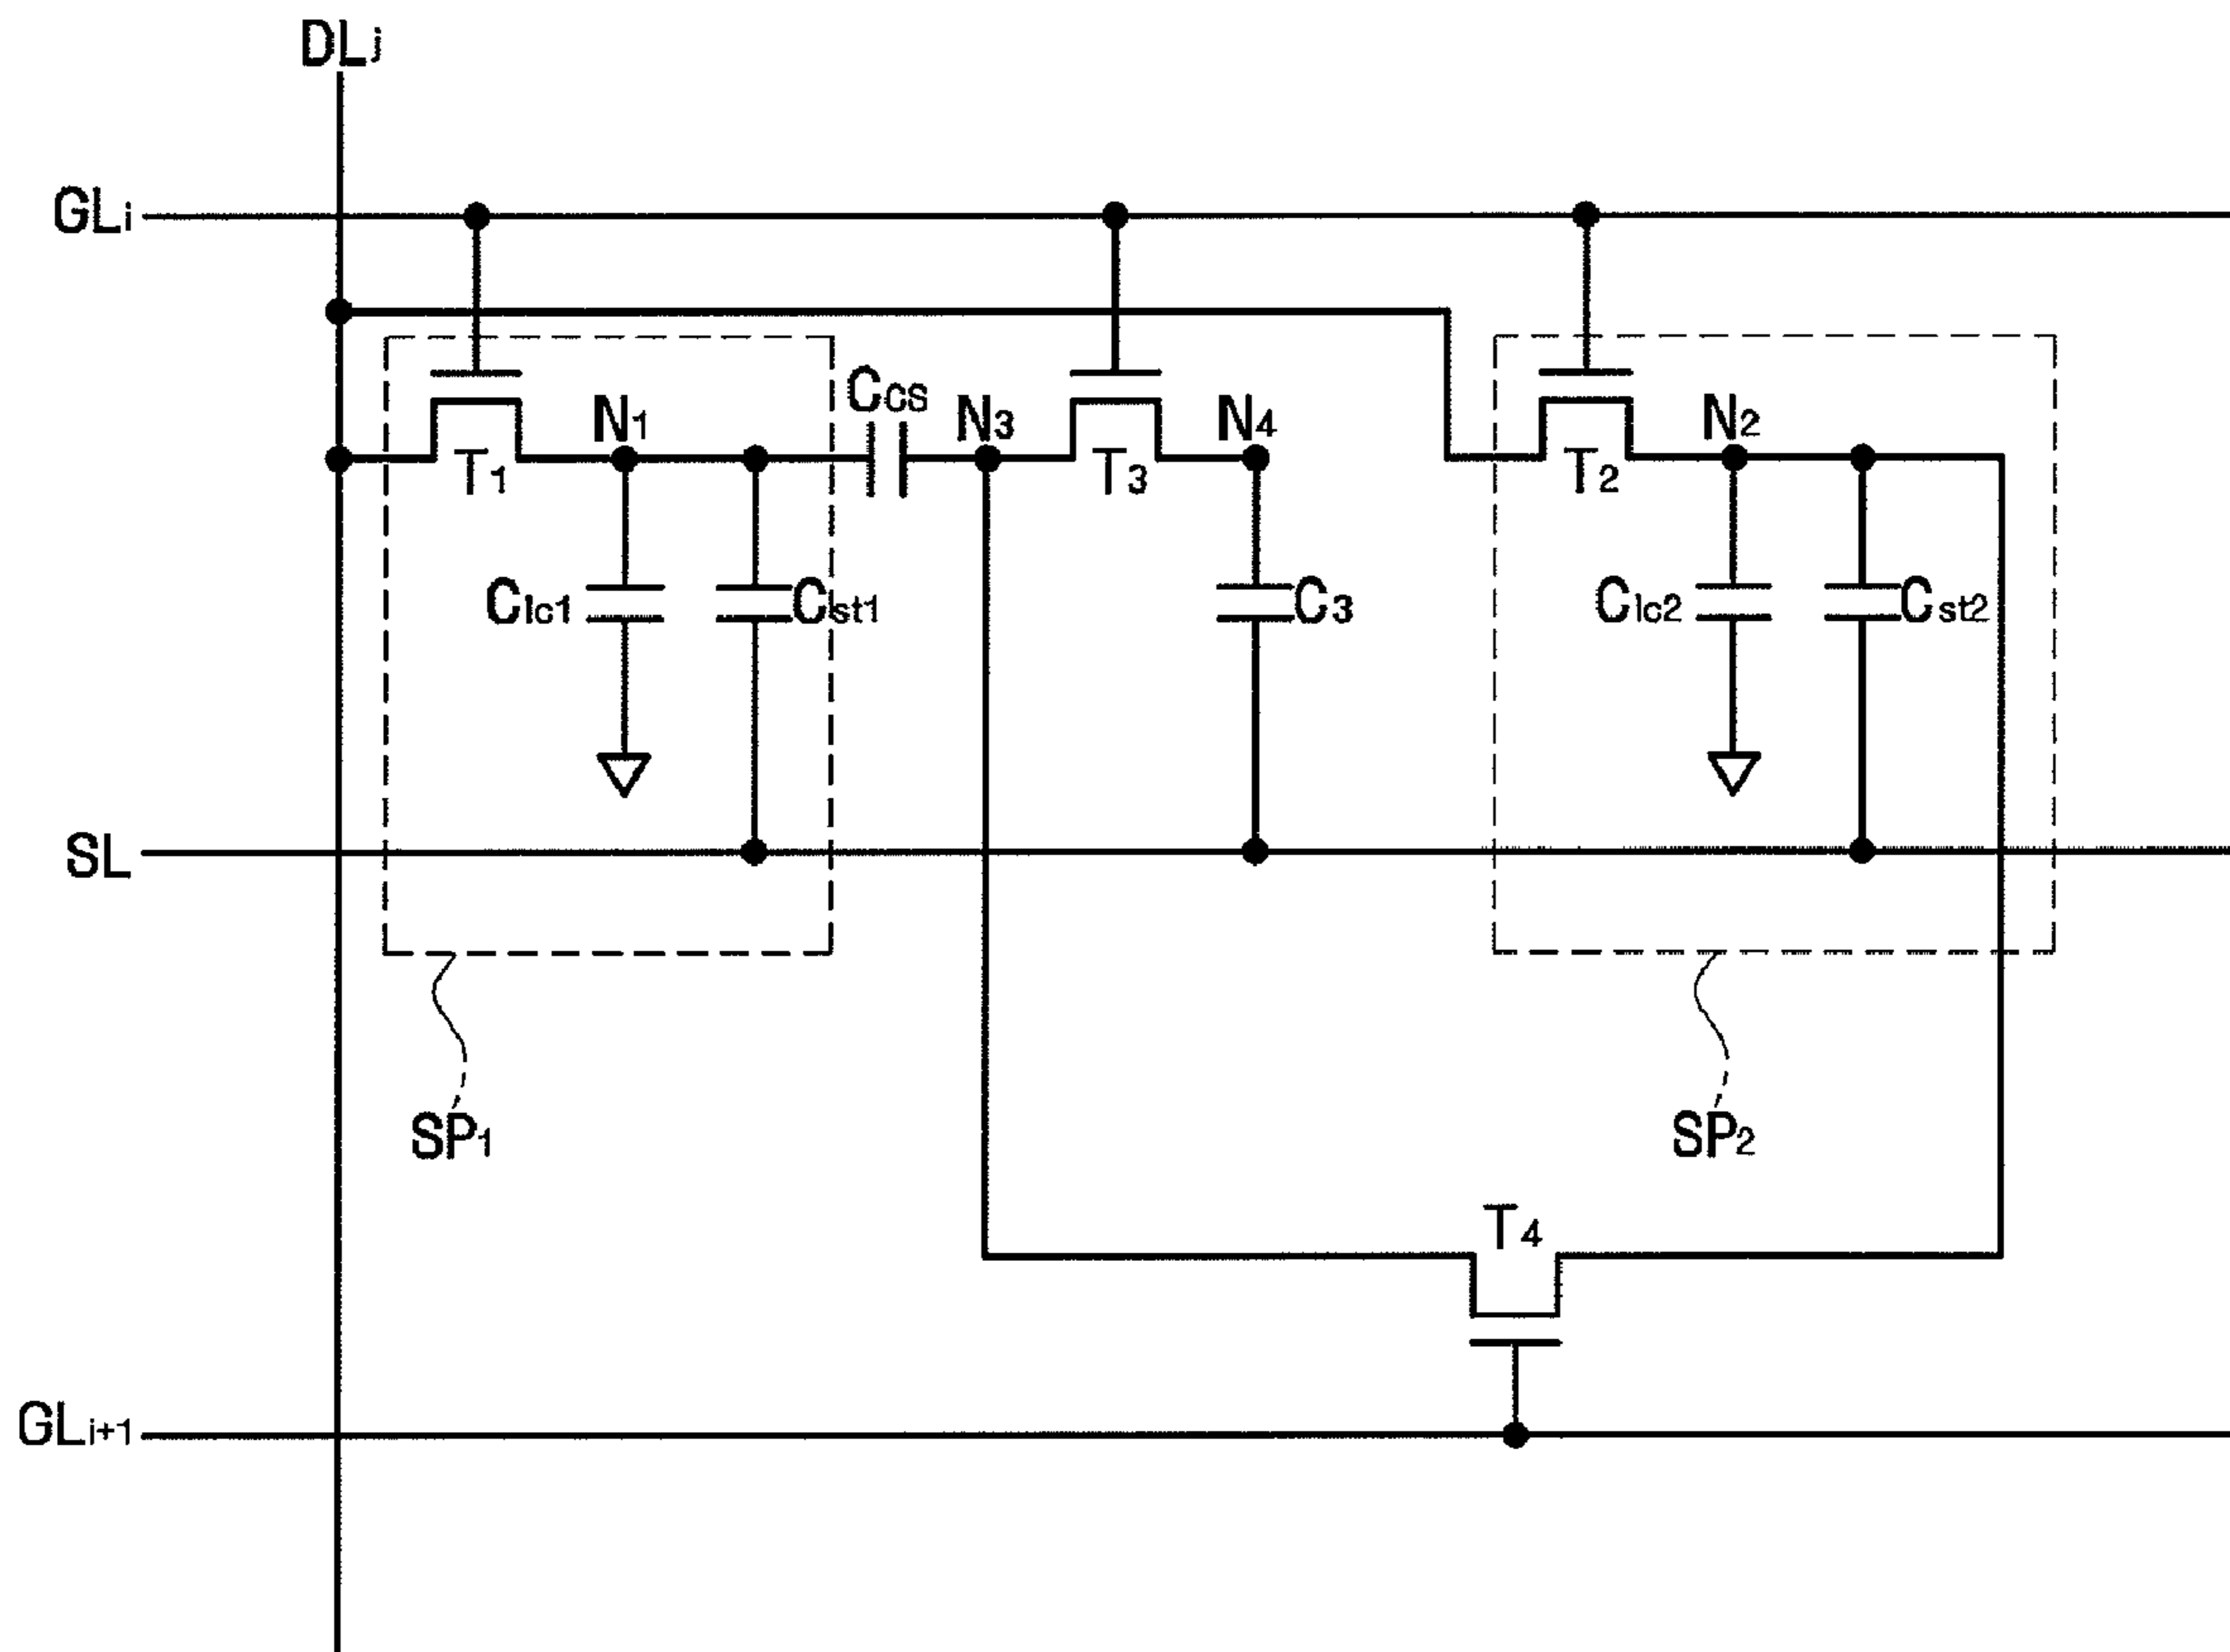 DLj
GLi
CCS
N1
N3
N4
N2
T1
T3
T2
Clc1
Cst1
C3
Clc2
Cst2
SL
SP1
SP2
T4
GLi+1